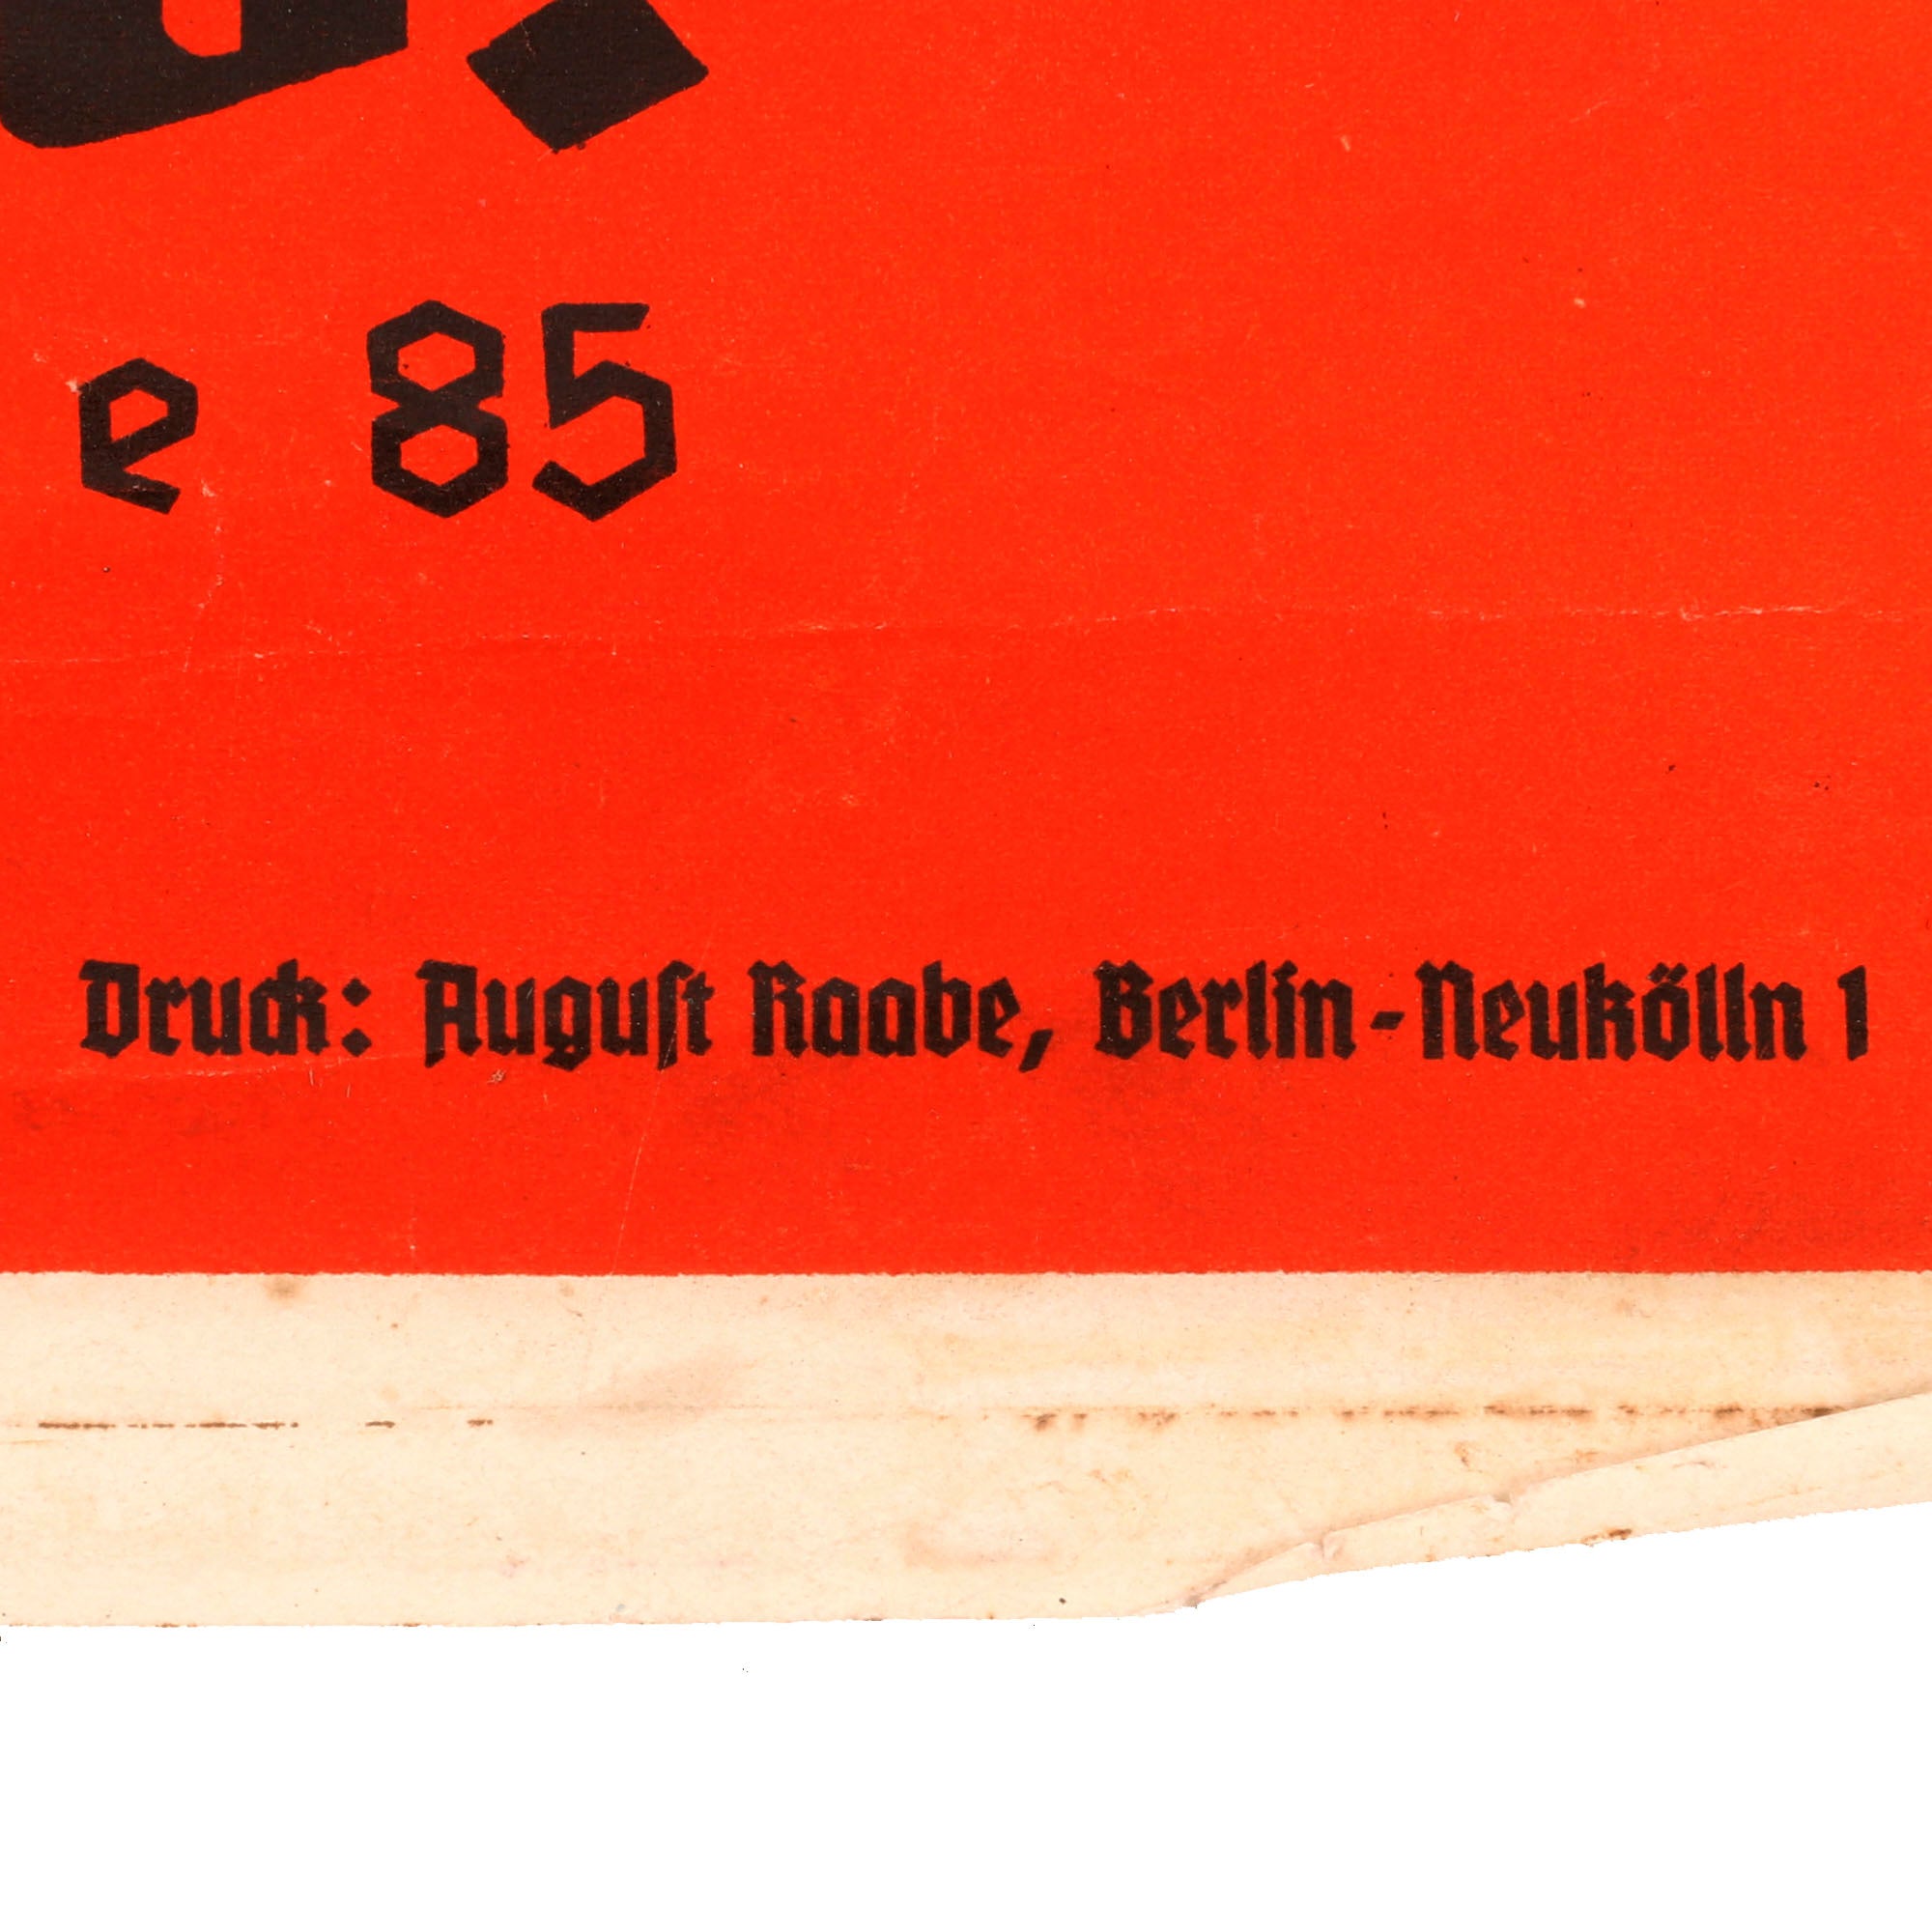 e 85
Druck: August Raabe, Berlin-Neukölln 1